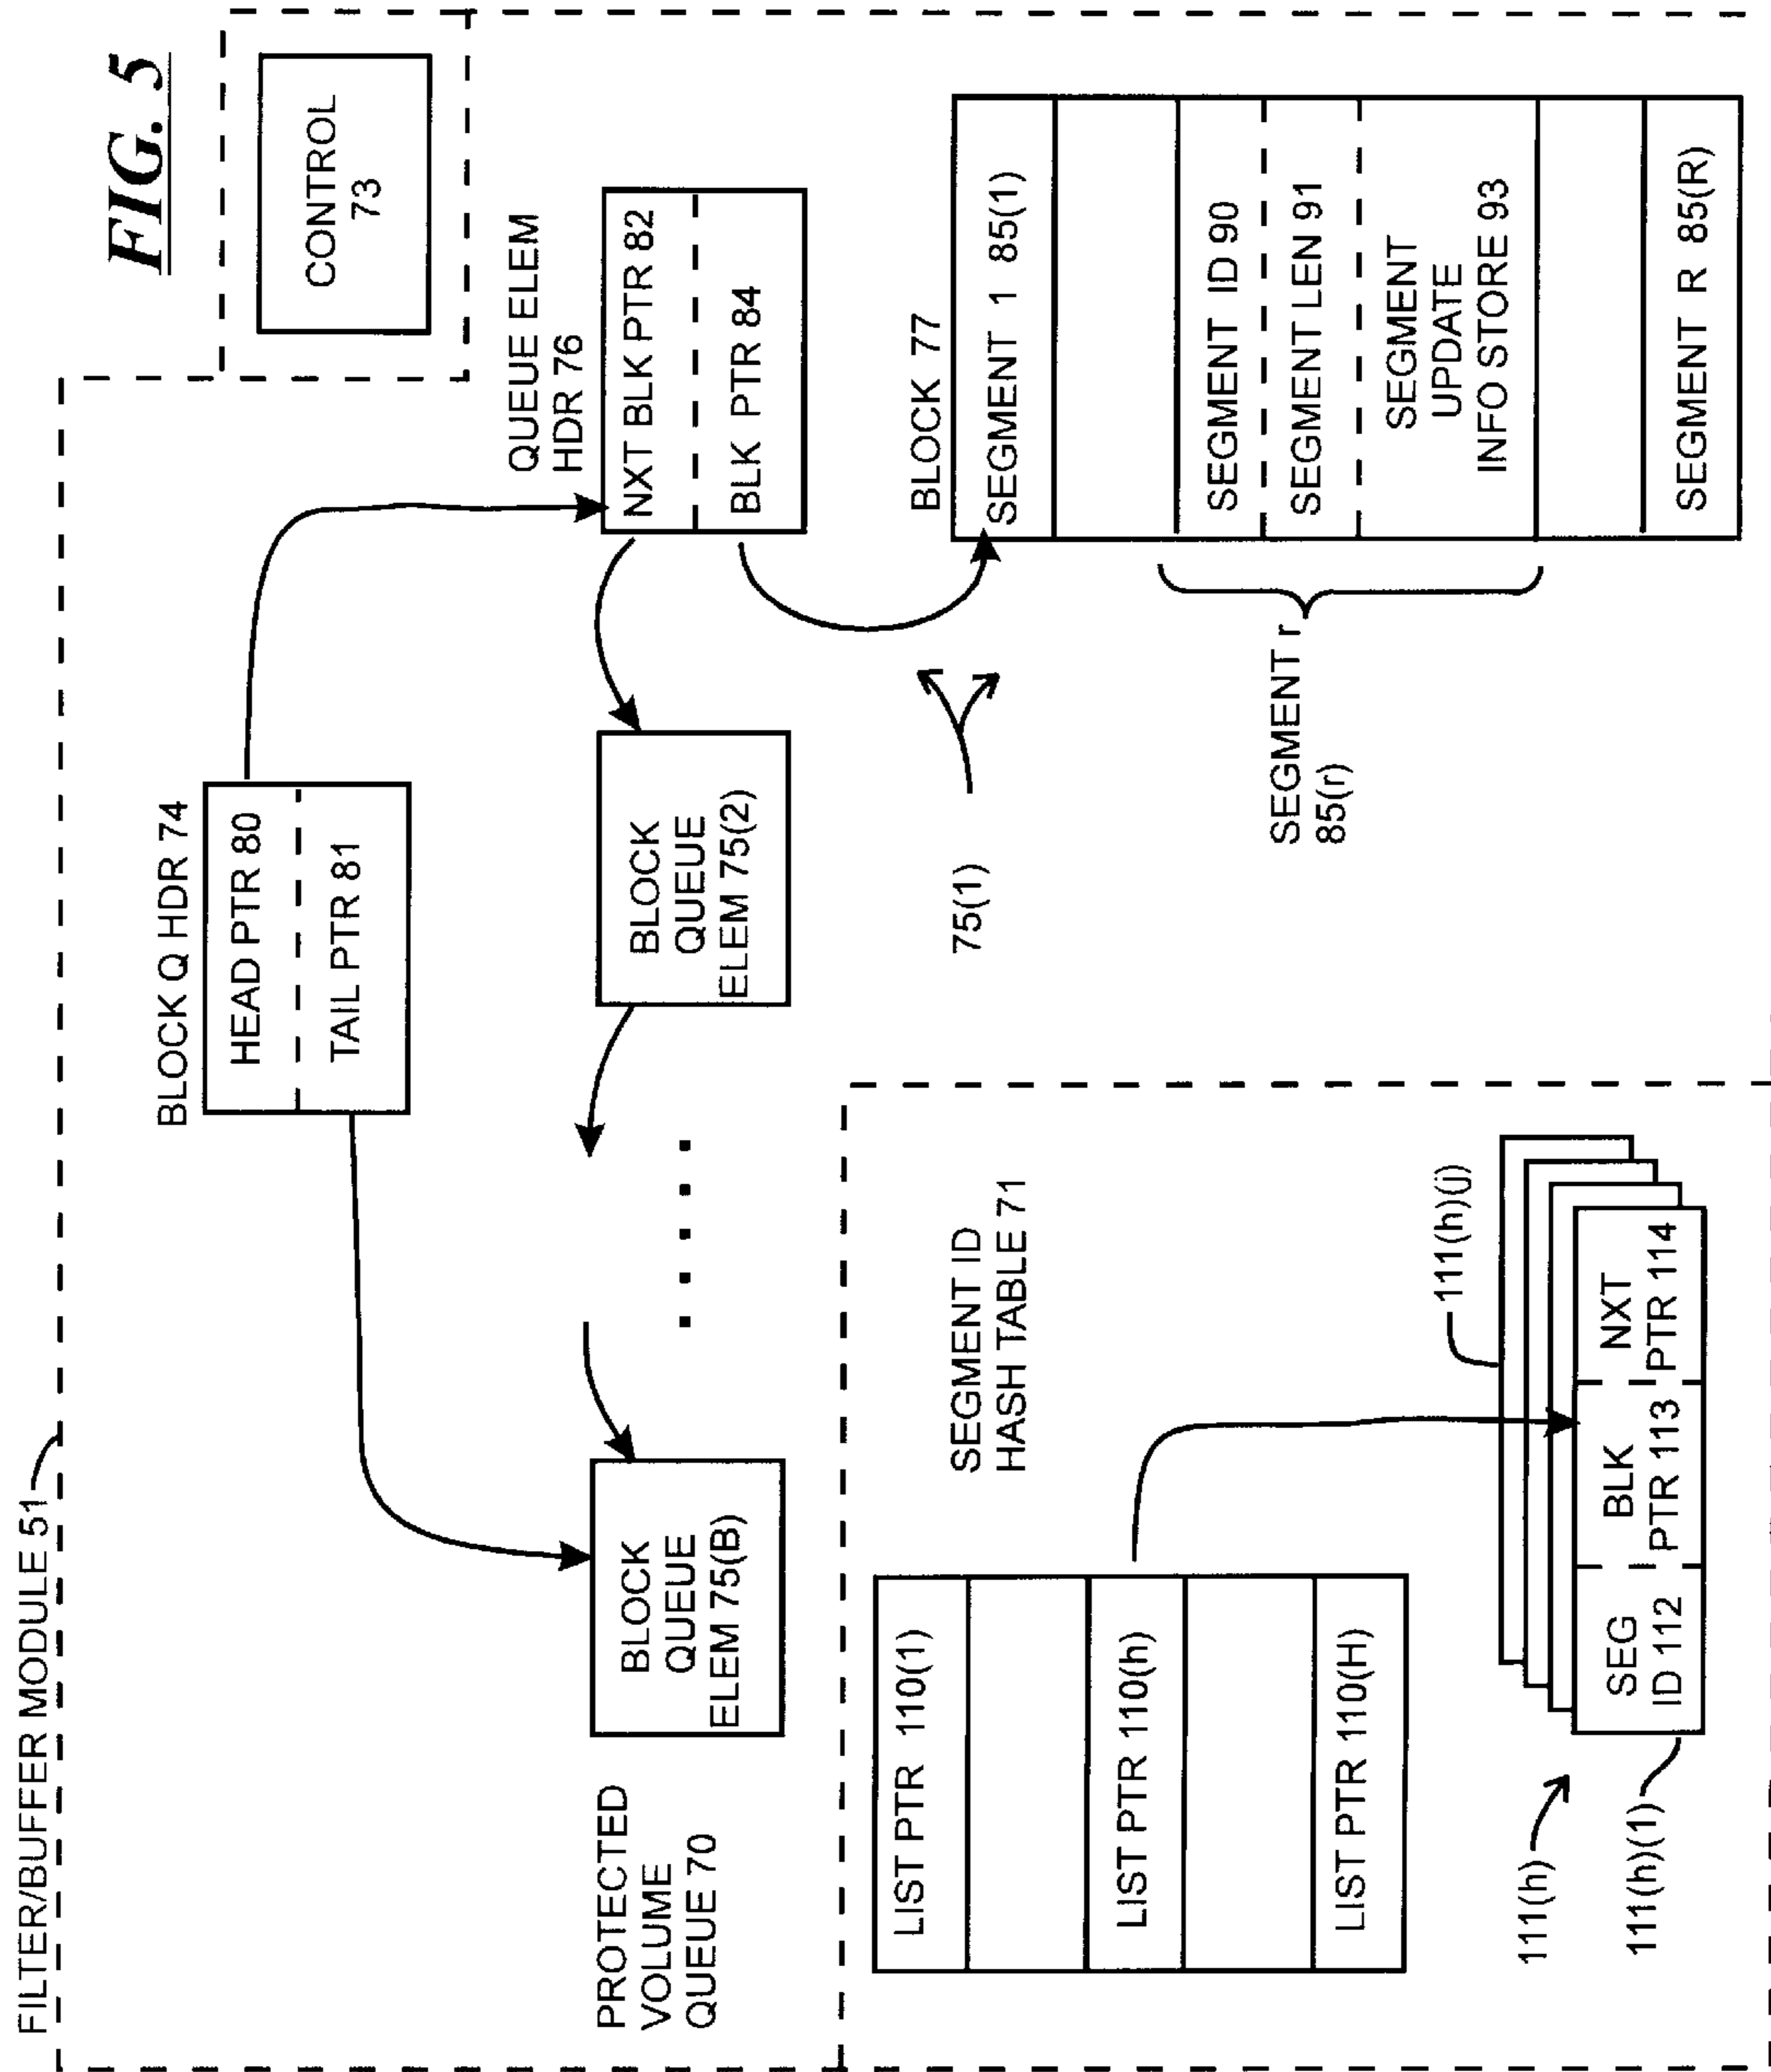 FIG. 5
FILTER/BUFFER MODULE 51
CONTROL
73
BLOCK Q HDR 74
HEAD PTR 80
TAIL PTR 81
QUEUE ELEM
HDR 76
NXT BLK PTR 82
BLK PTR 84
PROTECTED
VOLUME
QUEUE 70
BLOCK
QUEUE
ELEM 75(B)
BLOCK
QUEUE
ELEM 75(2)
75(1)
BLOCK 77
SEGMENT 1 85(1)
SEGMENT ID 90
SEGMENT LEN 91
SEGMENT
UPDATE
INFO STORE 93
SEGMENT R 85(R)
SEGMENT r
85(r)
SEGMENT ID
HASH TABLE 71
LIST PTR 110(1)
LIST PTR 110(h)
LIST PTR 110(H)
111(h)
111(h)(1)
111(h)(j)
SEG
ID 112
BLK
PTR 113
NXT
PTR 114